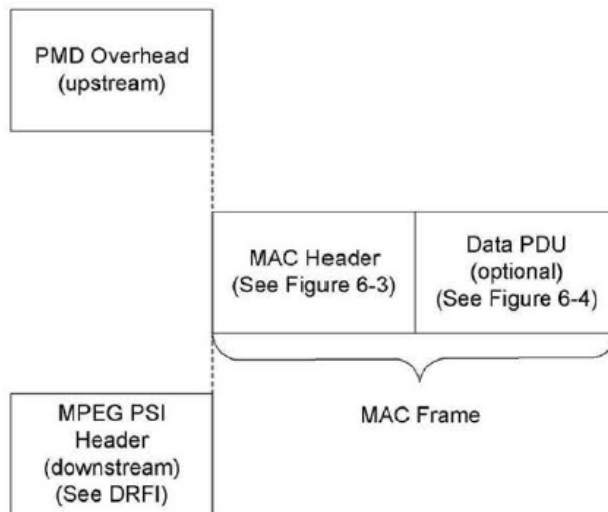 PMD Overhead
(upstream)
MAC Header
(See Figure 6-3)
Data PDU
(optional)
(See Figure 6-4)
MAC Frame
MPEG PSI
Header
(downstream)
(See DRFI)